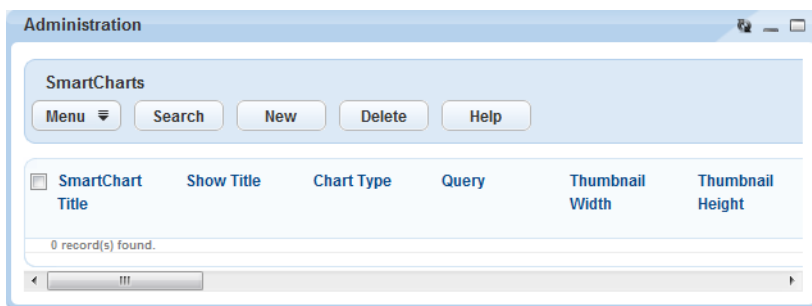 Administration
SmartCharts
Menu Search New Delete Help
SmartChart Title Show Title Chart Type Query Thumbnail Width Thumbnail Height
0 record(s) found.